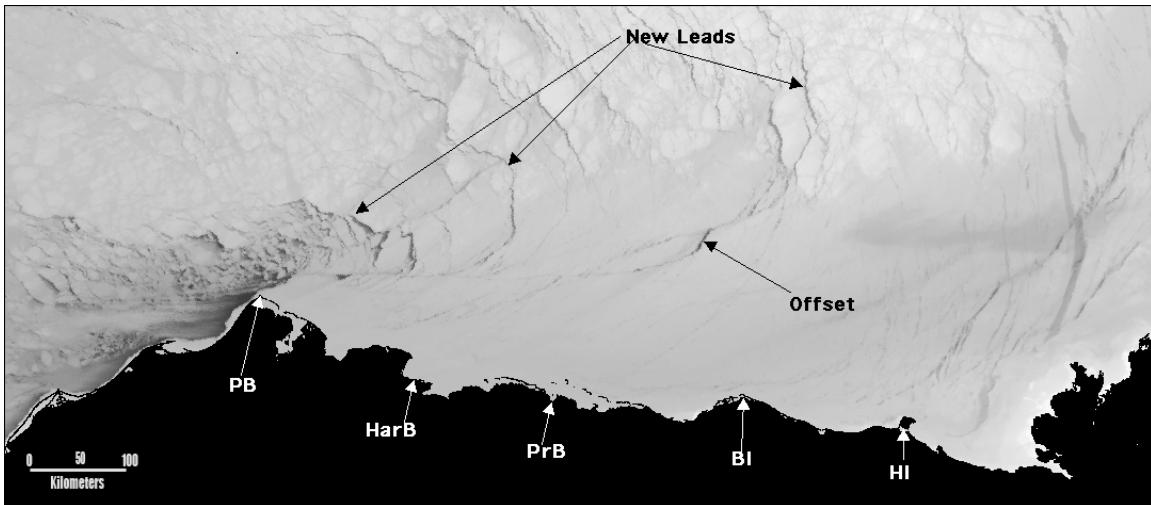 New Leads
Offset
PB
HarB
PrB
BI
HI
0 50 100
Kilometers